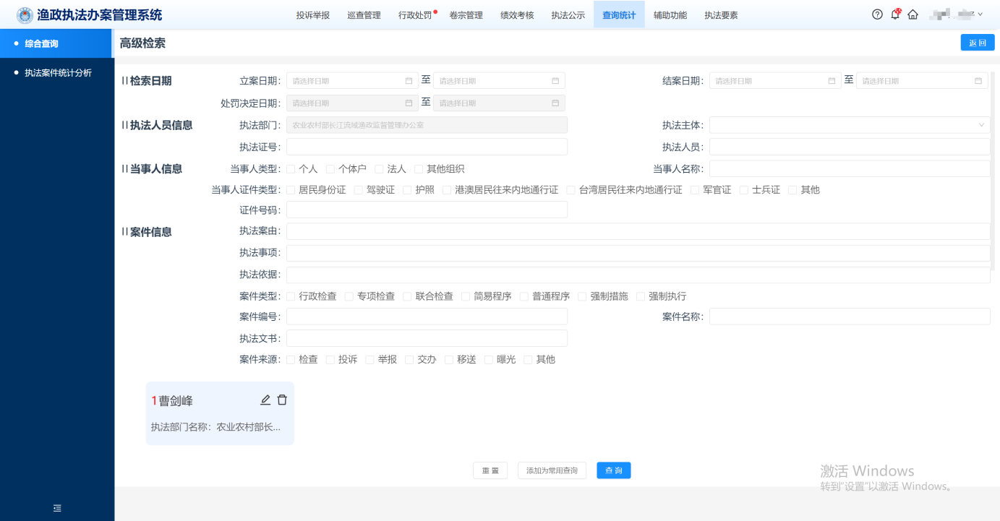 渔政执法办案管理系统 投诉举报 巡查管理 行政处罚 卷宗管理 绩效考核 执法公示 查询统计 辅助功能 执法要素
综合查询
执法案件统计分析
高级检索 返 回
检索日期 立案日期： 请选择日期 至 请选择日期 结案日期： 请选择日期 至 请选择日期
处罚决定日期： 请选择日期 至 请选择日期
执法人员信息 执法部门： 农业农村部长江流域渔政监督管理办公室 执法主体：
执法证号： 执法人员：
当事人信息 当事人类型： 个人 个体户 法人 其他组织 当事人名称：
当事人证件类型： 居民身份证 驾驶证 护照 港澳居民往来内地通行证 台湾居民往来内地通行证 军官证 士兵证 其他
证件号码：
案件信息 执法案由：
执法事项：
执法依据：
案件类型： 行政检查 专项检查 联合检查 简易程序 普通程序 强制措施 强制执行
案件编号： 案件名称：
执法文书：
案件来源： 检查 投诉 举报 交办 移送 曝光 其他
1曹剑峰
执法部门名称：农业农村部长...
重 置 添加为常用查询 查 询
激活 Windows
转到"设置"以激活 Windows。